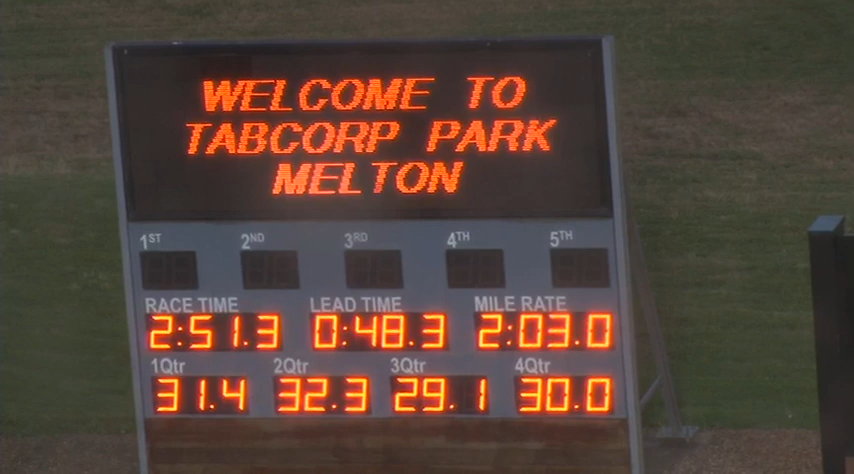 WELCOME TO
TABCORP PARK
MELTON
1ST 2ND 3RD 4TH 5TH
RACE TIME LEAD TIME MILE RATE
2:51.3 0:48.3 2:03.0
1Qtr 2Qtr 3Qtr 4Qtr
31.4 32.3 29.1 30.0